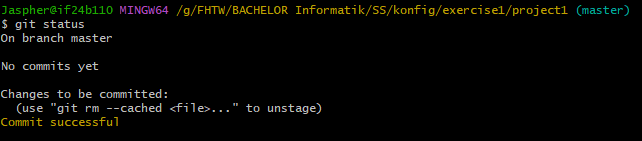 Jaspher@if24b110 MINGW64 /g/FHTW/BACHELOR Informatik/SS/konfig/exercise1/project1 (master)
$ git status
On branch master
No commits yet
Changes to be committed:
  (use "git rm --cached <file>..." to unstage)
Commit successful